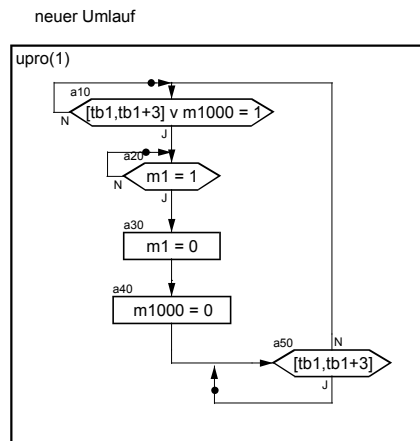 neuer Umlauf
upro(1)
a10
[tb1,tb1+3] v m1000 = 1
N
J
a20
m1 = 1
N
J
a30
m1 = 0
a40
m1000 = 0
a50
N
[tb1,tb1+3]
J